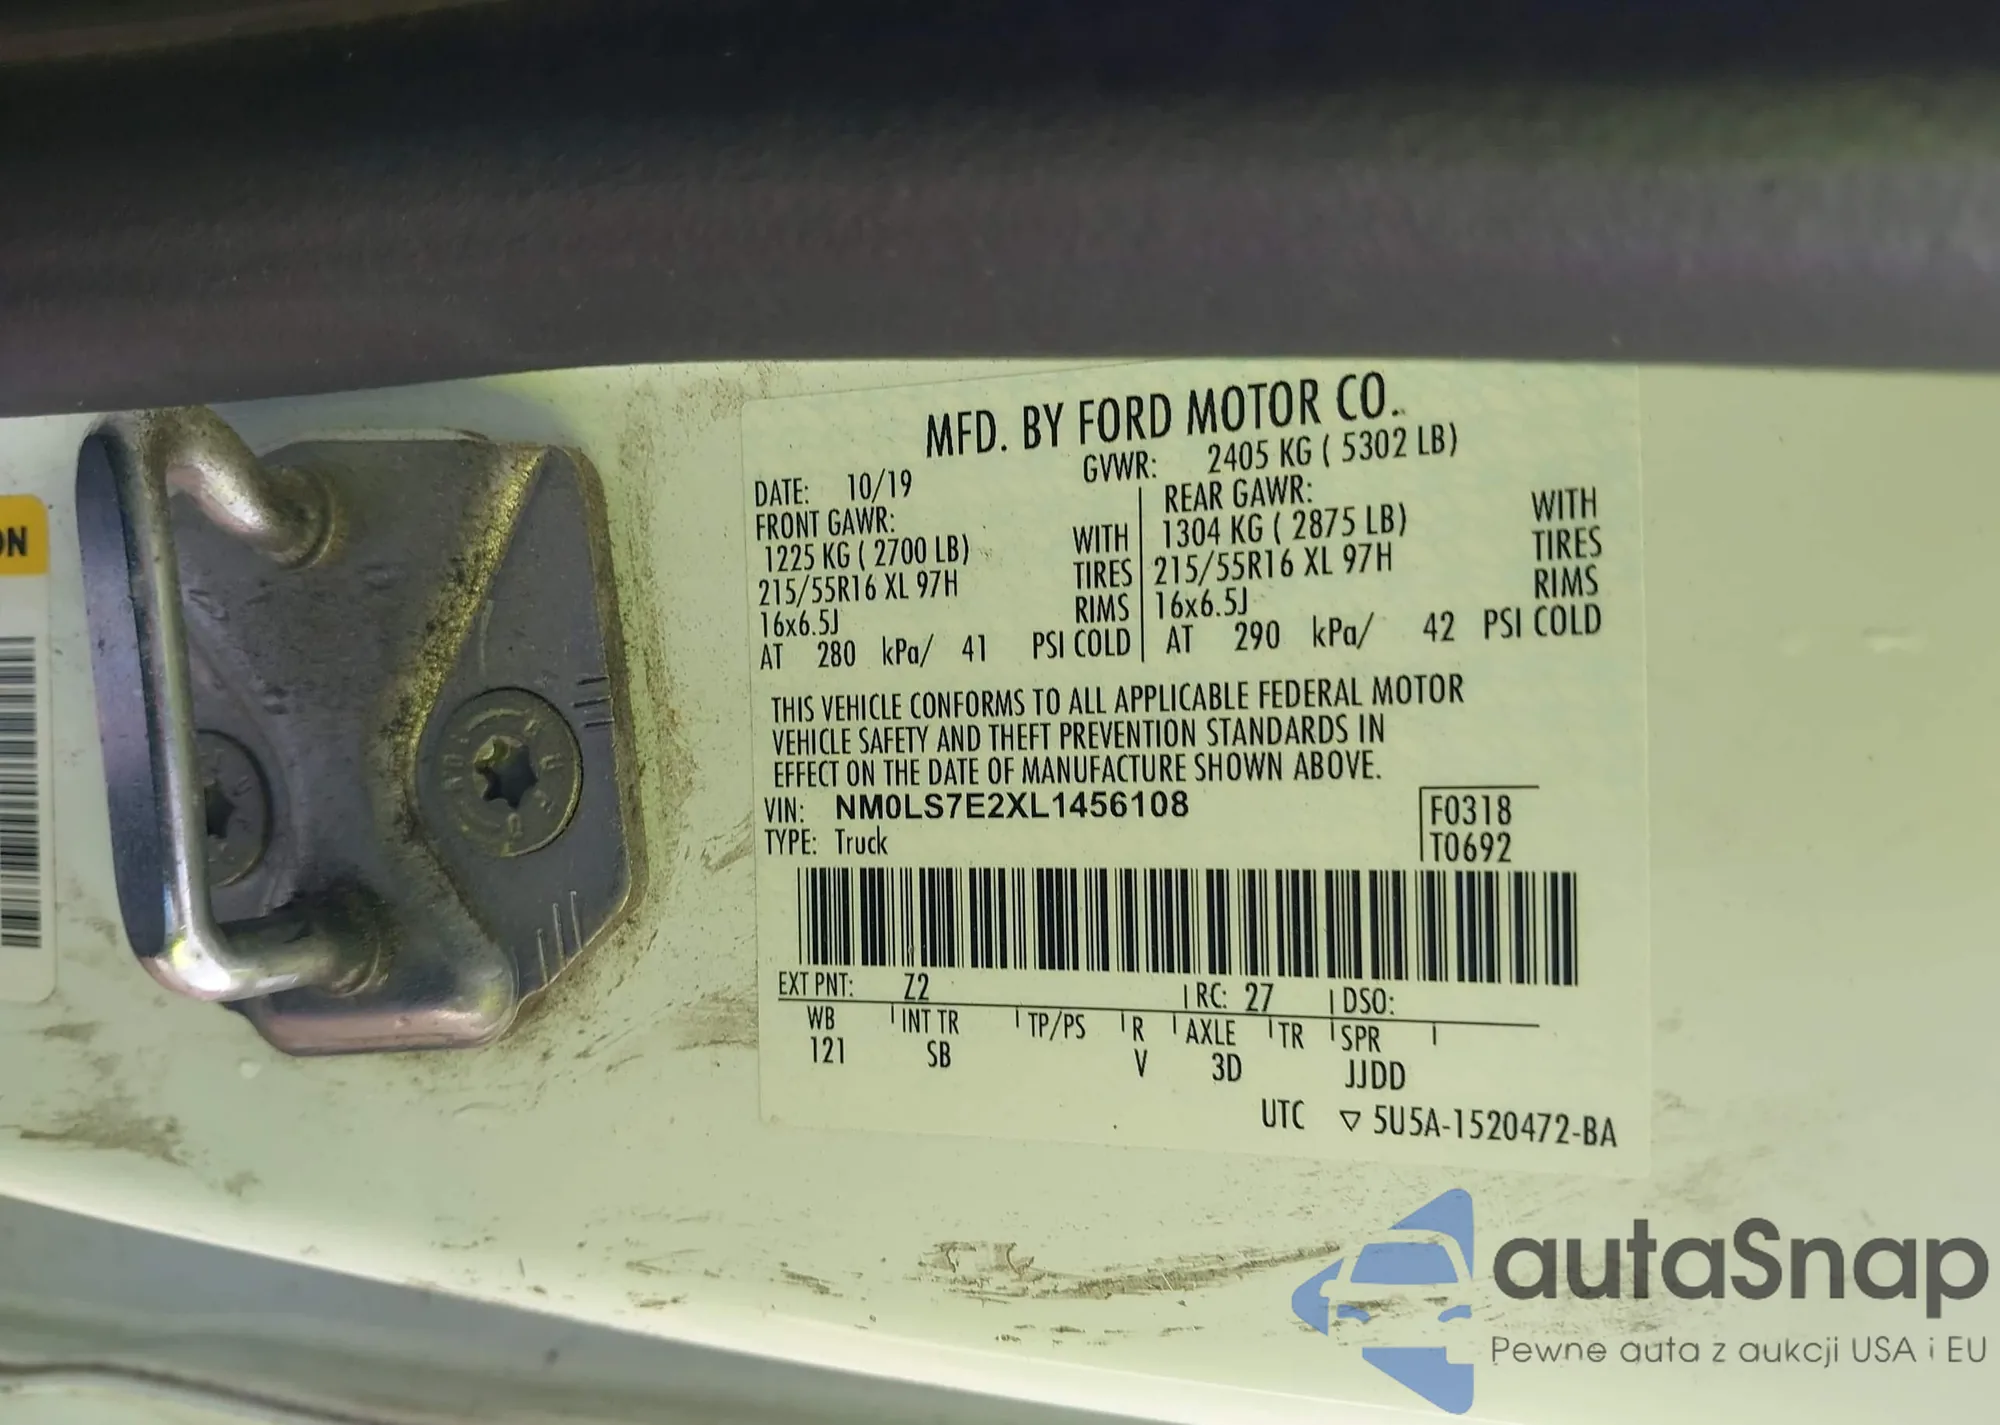 ON
MFD. BY FORD MOTOR CO.
DATE: 10/19 GVWR: 2405 KG ( 5302 LB)
FRONT GAWR: REAR GAWR:
1225 KG ( 2700 LB) WITH 1304 KG ( 2875 LB) WITH
215/55R16 XL 97H TIRES 215/55R16 XL 97H TIRES
16x6.5J RIMS 16x6.5J RIMS
AT 280 kPa/ 41 PSI COLD AT 290 kPa/ 42 PSI COLD
THIS VEHICLE CONFORMS TO ALL APPLICABLE FEDERAL MOTOR
VEHICLE SAFETY AND THEFT PREVENTION STANDARDS IN
EFFECT ON THE DATE OF MANUFACTURE SHOWN ABOVE.
VIN: NM0LS7E2XL1456108 F0318
TYPE: Truck T0692
EXT PNT: Z2 RC: 27 DSO:
WB INT TR TP/PS R AXLE TR SPR
121 SB V 3D JJDD
UTC ▽ 5U5A-1520472-BA
autaSnap
Pewne auta z aukcji USA i EU